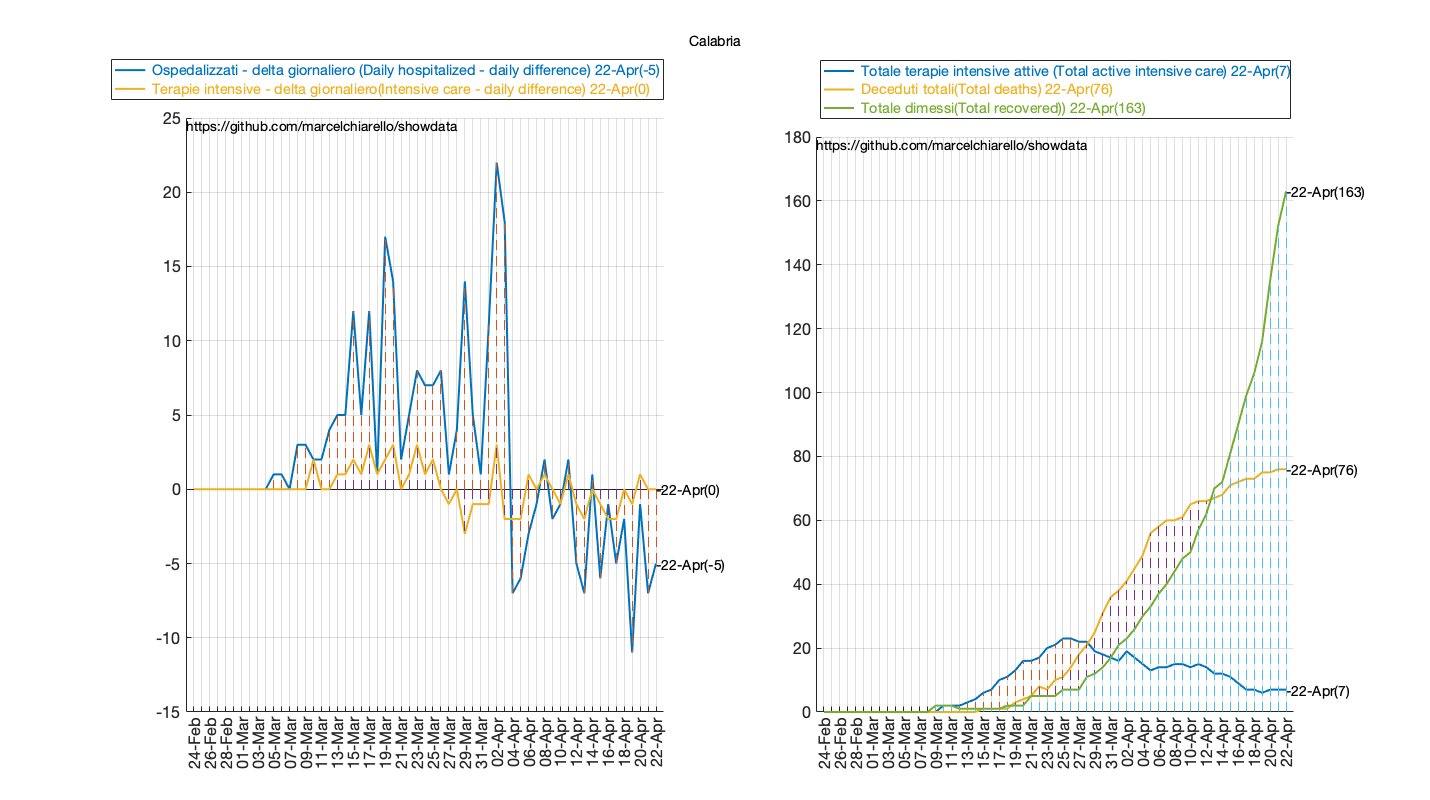 Calabria
Ospedalizzati - delta giornaliero (Daily hospitalized - daily difference) 22-Apr(-5)
Terapie intensive - delta giornaliero(Intensive care - daily difference) 22-Apr(0)
25
https://github.com/marcelchiarello/showdata
20
15
10
5
0
-5
-10
-15
22-Apr(0)
22-Apr(-5)
24-Feb
26-Feb
28-Feb
01-Mar
03-Mar
05-Mar
07-Mar
09-Mar
11-Mar
13-Mar
15-Mar
17-Mar
19-Mar
21-Mar
23-Mar
25-Mar
27-Mar
29-Mar
31-Mar
02-Apr
04-Apr
06-Apr
08-Apr
10-Apr
12-Apr
14-Apr
16-Apr
18-Apr
20-Apr
22-Apr
Totale terapie intensive attive (Total active intensive care) 22-Apr(7)
Deceduti totali(Total deaths) 22-Apr(76)
Totale dimessi(Total recovered)) 22-Apr(163)
180
https://github.com/marcelchiarello/showdata
160
140
120
100
80
60
40
20
0
22-Apr(163)
22-Apr(76)
22-Apr(7)
24-Feb
26-Feb
28-Feb
01-Mar
03-Mar
05-Mar
07-Mar
09-Mar
11-Mar
13-Mar
15-Mar
17-Mar
19-Mar
21-Mar
23-Mar
25-Mar
27-Mar
29-Mar
31-Mar
02-Apr
04-Apr
06-Apr
08-Apr
10-Apr
12-Apr
14-Apr
16-Apr
18-Apr
20-Apr
22-Apr